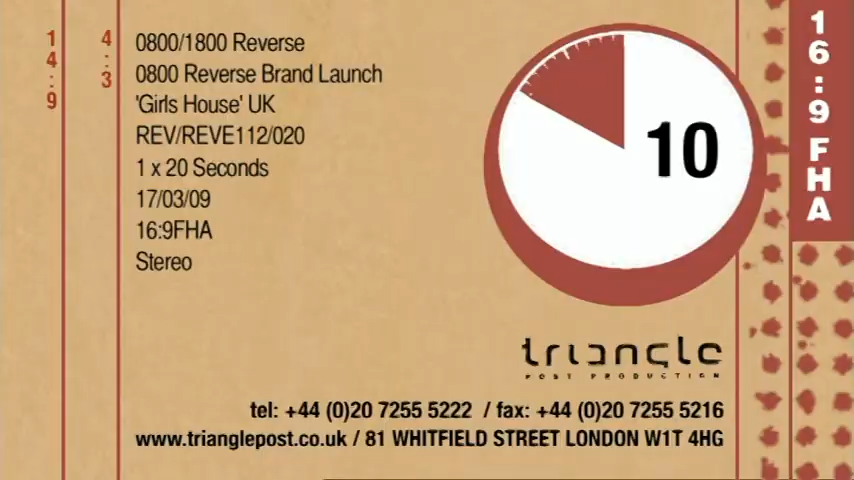 14:9
4:3
0800/1800 Reverse
0800 Reverse Brand Launch
'Girls House' UK
REV/REVE112/020
1 x 20 Seconds
17/03/09
16:9FHA
Stereo
10
16:9 FHA
triangle
POST PRODUCTION
tel: +44 (0)20 7255 5222 / fax: +44 (0)20 7255 5216
www.trianglepost.co.uk / 81 WHITFIELD STREET LONDON W1T 4HG